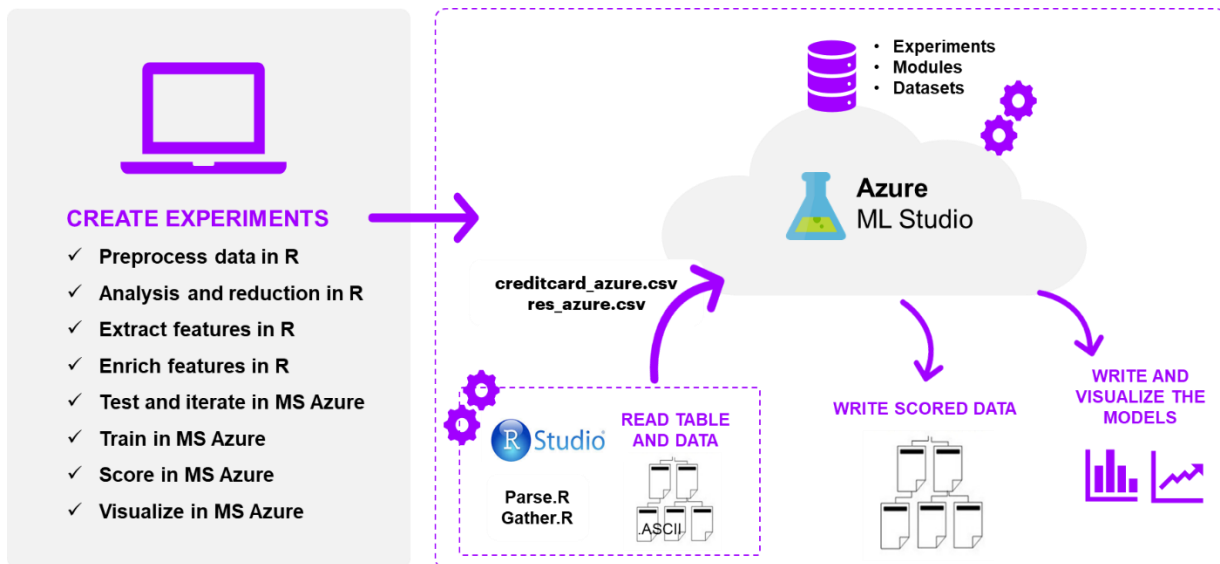 CREATE EXPERIMENTS
✓ Preprocess data in R
✓ Analysis and reduction in R
✓ Extract features in R
✓ Enrich features in R
✓ Test and iterate in MS Azure
✓ Train in MS Azure
✓ Score in MS Azure
✓ Visualize in MS Azure
• Experiments
• Modules
• Datasets
Azure
ML Studio
creditcard_azure.csv
res_azure.csv
R Studio®
Parse.R
Gather.R
READ TABLE
AND DATA
.ASCII
WRITE SCORED DATA
WRITE AND
VISUALIZE THE
MODELS